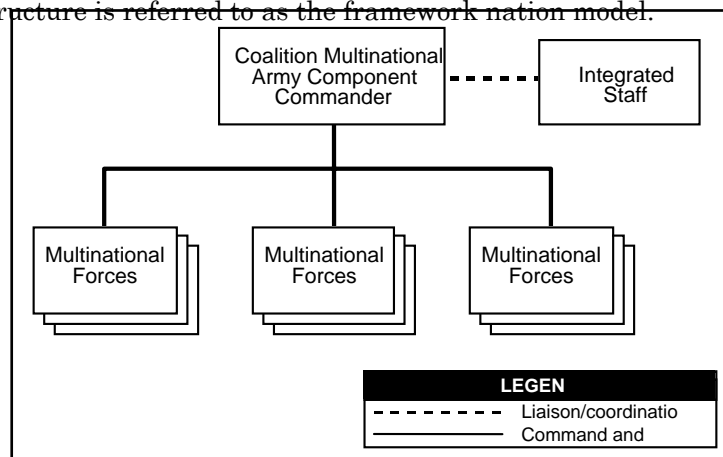 ructure is referred to as the framework nation model.
Coalition Multinational
Army Component
Commander
Integrated
Staff
Multinational
Forces
Multinational
Forces
Multinational
Forces
LEGEN
Liaison/coordinatio
Command and